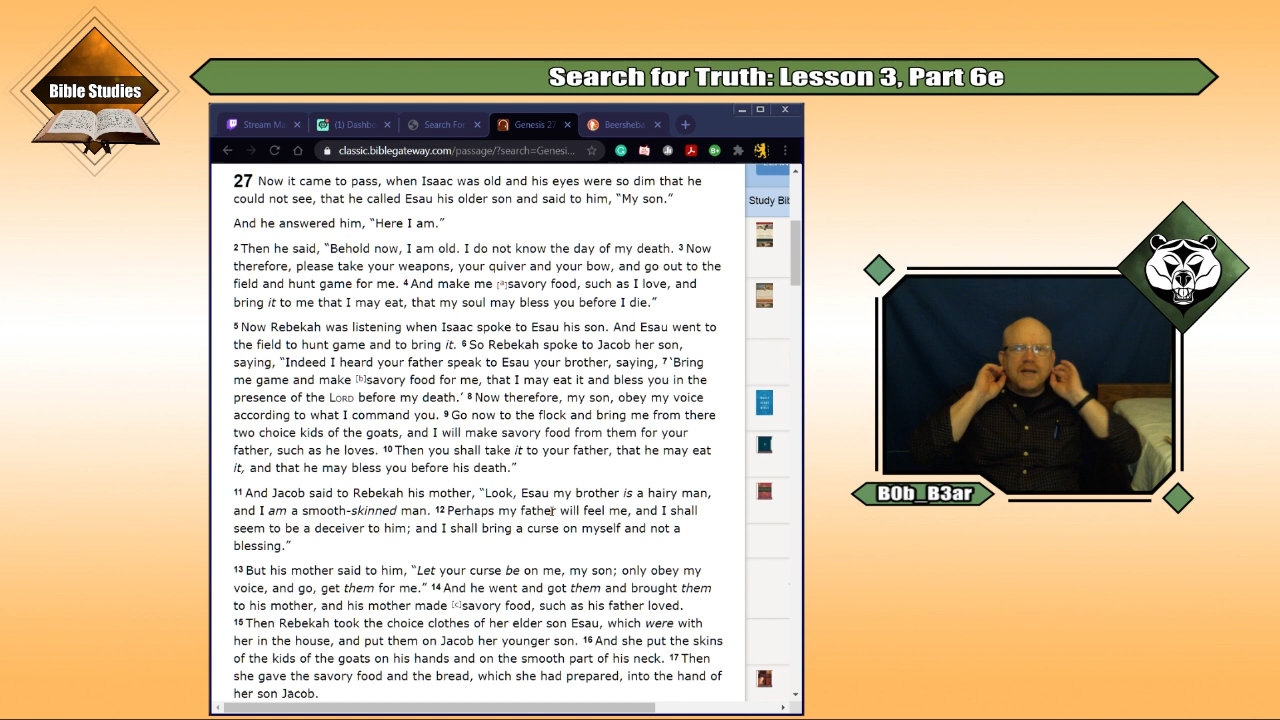 Bible Studies
Search for Truth: Lesson 3, Part 6e
Stream Ma
(1) Dashbo
Search For
Genesis 27
Beersheba
classic.biblegateway.com/passage/?search=Genesi...
Study Bib
27 Now it came to pass, when Isaac was old and his eyes were so dim that he
could not see, that he called Esau his older son and said to him, “My son.”
And he answered him, “Here I am.”
2 Then he said, “Behold now, I am old. I do not know the day of my death. 3 Now
therefore, please take your weapons, your quiver and your bow, and go out to the
field and hunt game for me. 4 And make me [a]savory food, such as I love, and
bring it to me that I may eat, that my soul may bless you before I die.”
5 Now Rebekah was listening when Isaac spoke to Esau his son. And Esau went to
the field to hunt game and to bring it. 6 So Rebekah spoke to Jacob her son,
saying, “Indeed I heard your father speak to Esau your brother, saying, 7 ‘Bring
me game and make [b]savory food for me, that I may eat it and bless you in the
presence of the LORD before my death.’ 8 Now therefore, my son, obey my voice
according to what I command you. 9 Go now to the flock and bring me from there
two choice kids of the goats, and I will make savory food from them for your
father, such as he loves. 10 Then you shall take it to your father, that he may eat
it, and that he may bless you before his death.”
11 And Jacob said to Rebekah his mother, “Look, Esau my brother is a hairy man,
and I am a smooth-skinned man. 12 Perhaps my father will feel me, and I shall
seem to be a deceiver to him; and I shall bring a curse on myself and not a
blessing.”
13 But his mother said to him, “Let your curse be on me, my son; only obey my
voice, and go, get them for me.” 14 And he went and got them and brought them
to his mother, and his mother made [c]savory food, such as his father loved.
15 Then Rebekah took the choice clothes of her elder son Esau, which were with
her in the house, and put them on Jacob her younger son. 16 And she put the skins
of the kids of the goats on his hands and on the smooth part of his neck. 17 Then
she gave the savory food and the bread, which she had prepared, into the hand of
her son Jacob.
B0b_B3ar